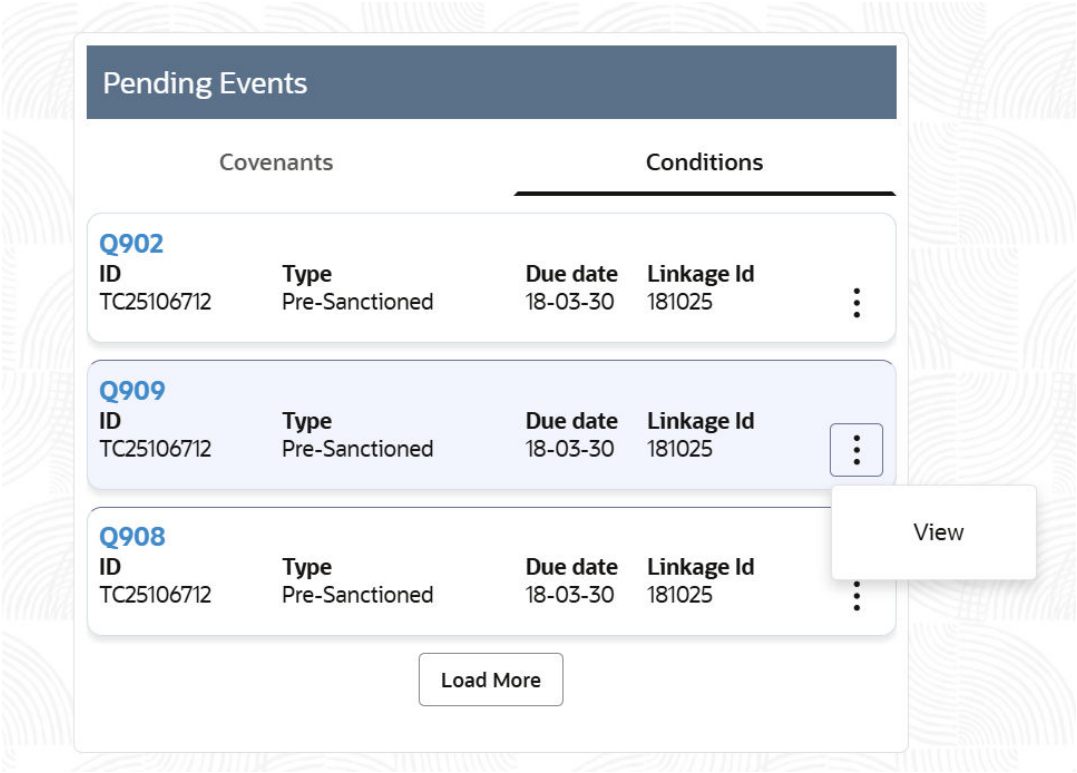 Pending Events
Covenants Conditions
Q902
ID Type Due date Linkage Id
TC25106712 Pre-Sanctioned 18-03-30 181025
Q909
ID Type Due date Linkage Id
TC25106712 Pre-Sanctioned 18-03-30 181025
View
Q908
ID Type Due date Linkage Id
TC25106712 Pre-Sanctioned 18-03-30 181025
Load More